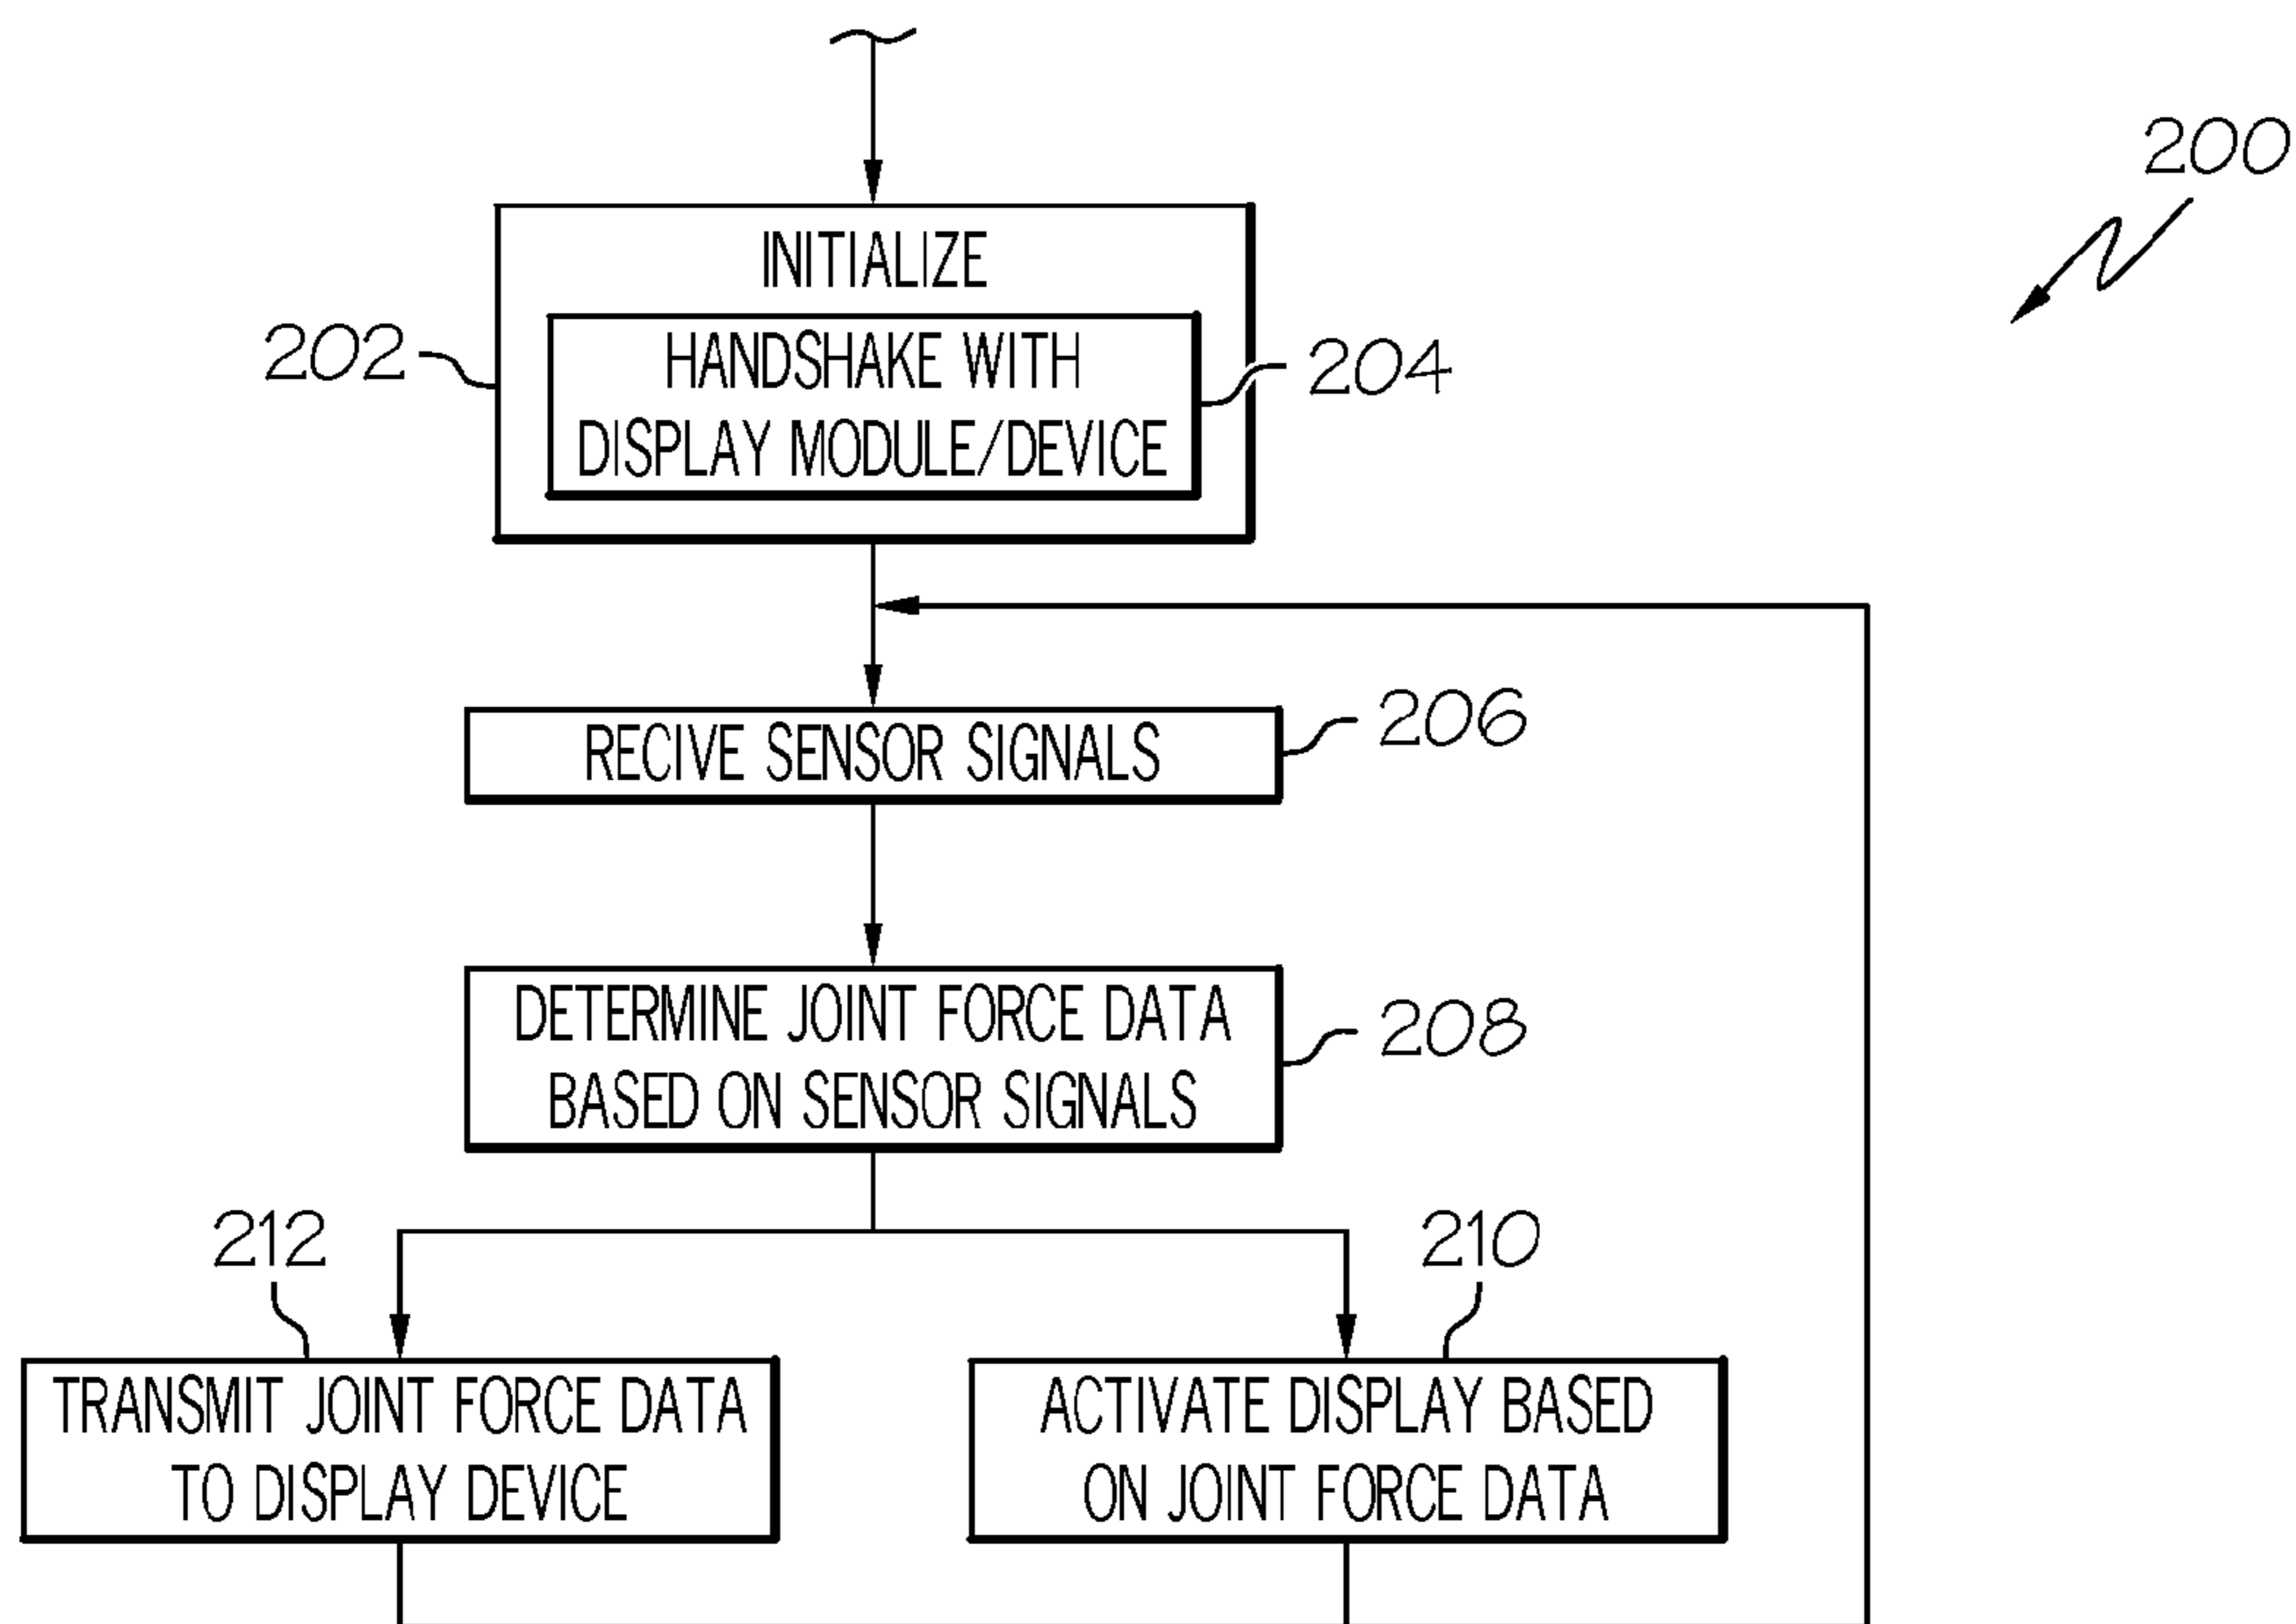 200
INITIALIZE
202
HANDSHAKE WITH
DISPLAY MODULE/DEVICE
204
RECIVE SENSOR SIGNALS
206
DETERMINE JOINT FORCE DATA
BASED ON SENSOR SIGNALS
208
212
210
TRANSMIT JOINT FORCE DATA
TO DISPLAY DEVICE
ACTIVATE DISPLAY BASED
ON JOINT FORCE DATA